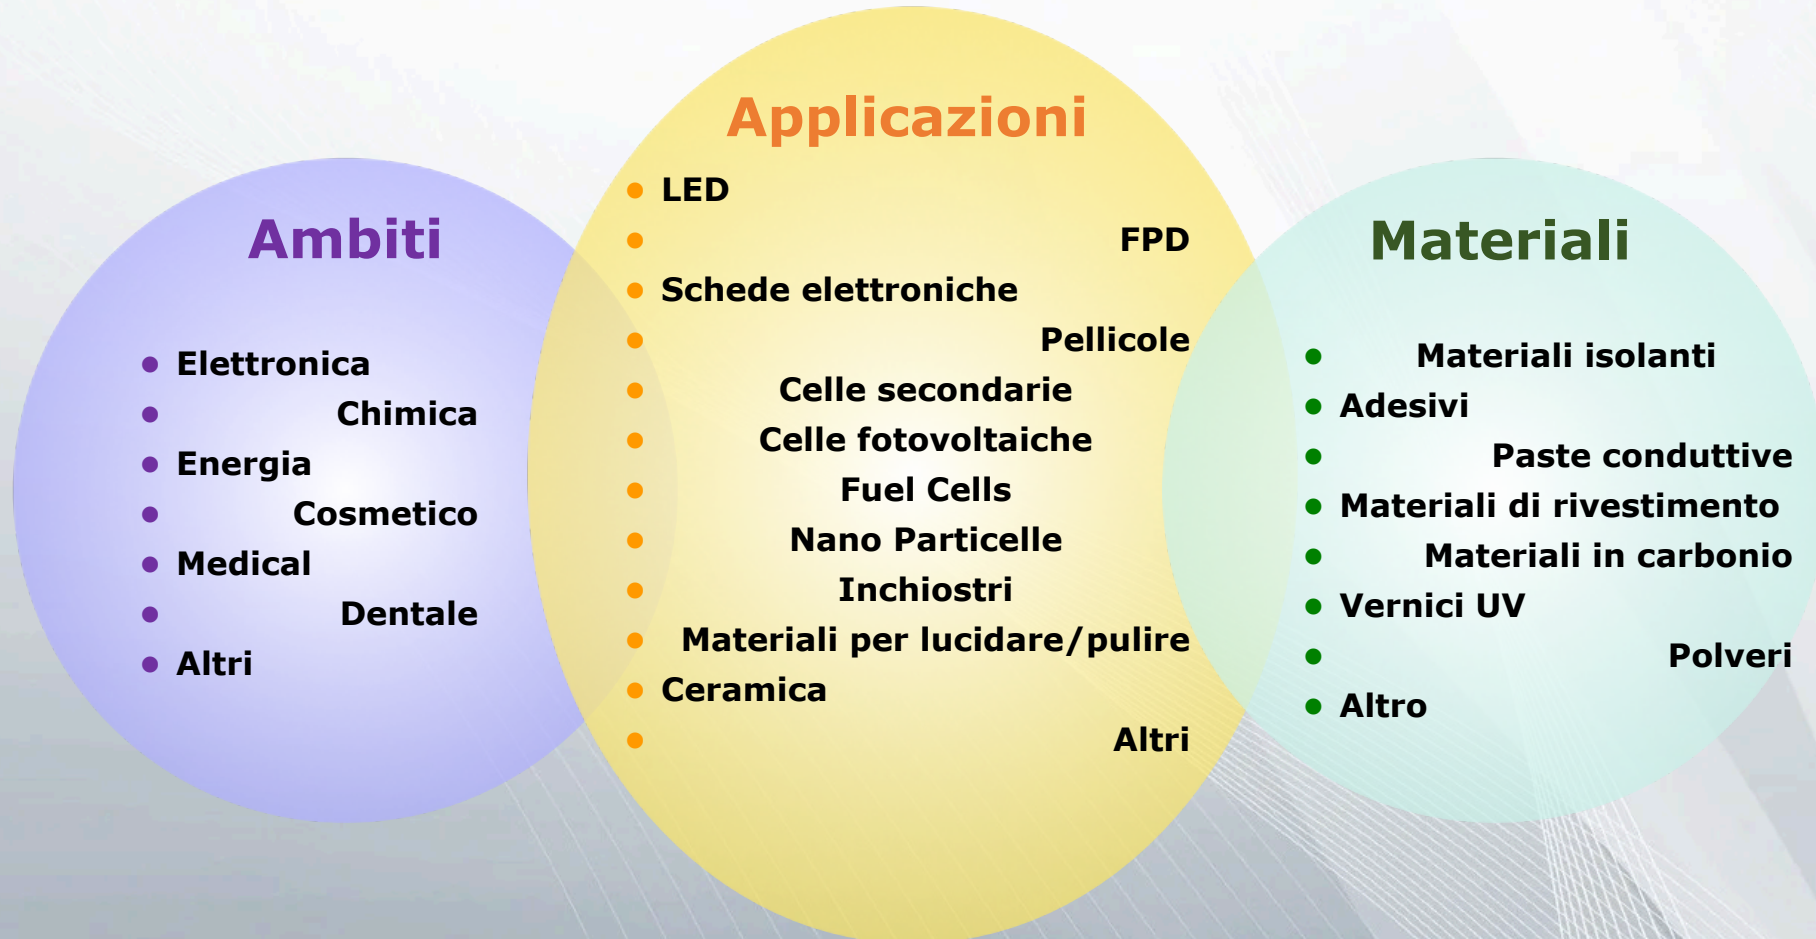 Ambiti
• Elettronica
• Chimica
• Energia
• Cosmetico
• Medical
• Dentale
• Altri
Applicazioni
• LED
• FPD
• Schede elettroniche
• Pellicole
• Celle secondarie
• Celle fotovoltaiche
• Fuel Cells
• Nano Particelle
• Inchiostri
• Materiali per lucidare/pulire
• Ceramica
• Altri
Materiali
• Materiali isolanti
• Adesivi
• Paste conduttive
• Materiali di rivestimento
• Materiali in carbonio
• Vernici UV
• Polveri
• Altro